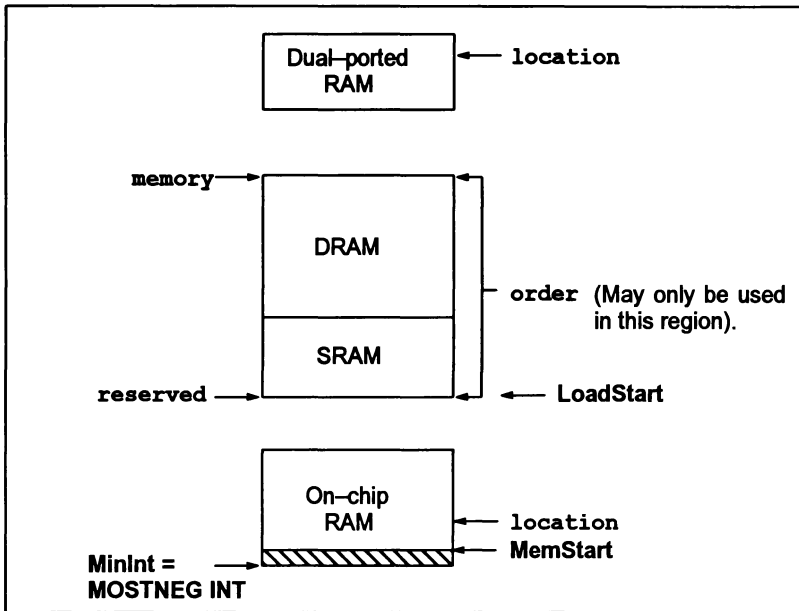 Dual–ported
RAM
location
memory
DRAM
order (May only be used
in this region).
SRAM
reserved
LoadStart
On–chip
RAM
location
MemStart
MinInt =
MOSTNEG INT